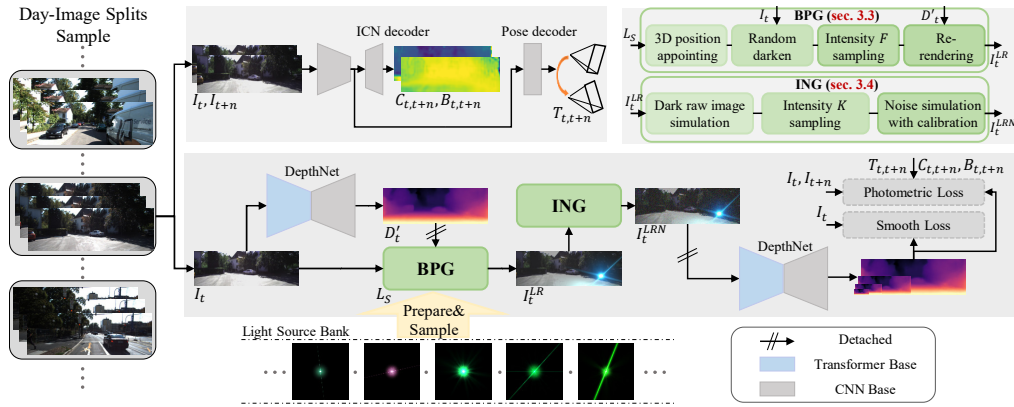 Day-Image Splits
Sample
ICN decoder
Pose decoder
I_t, I_{t+n}
C_{t,t+n}, B_{t,t+n}
T_{t,t+n}
I_t
D'_t
BPG (sec. 3.3)
L_S
3D position appointing
Random darken
Intensity F sampling
Re-rendering
I_t^{LR}
ING (sec. 3.4)
I_t^{LR}
Dark raw image simulation
Intensity K sampling
Noise simulation with calibration
I_t^{LRN}
DepthNet
D'_t
ING
I_t^{LRN}
T_{t,t+n}
C_{t,t+n}, B_{t,t+n}
I_t, I_{t+n}
Photometric Loss
I_t
Smooth Loss
DepthNet
I_t
L_S
BPG
I_t^{LR}
Prepare&
Sample
Light Source Bank
Detached
Transformer Base
CNN Base